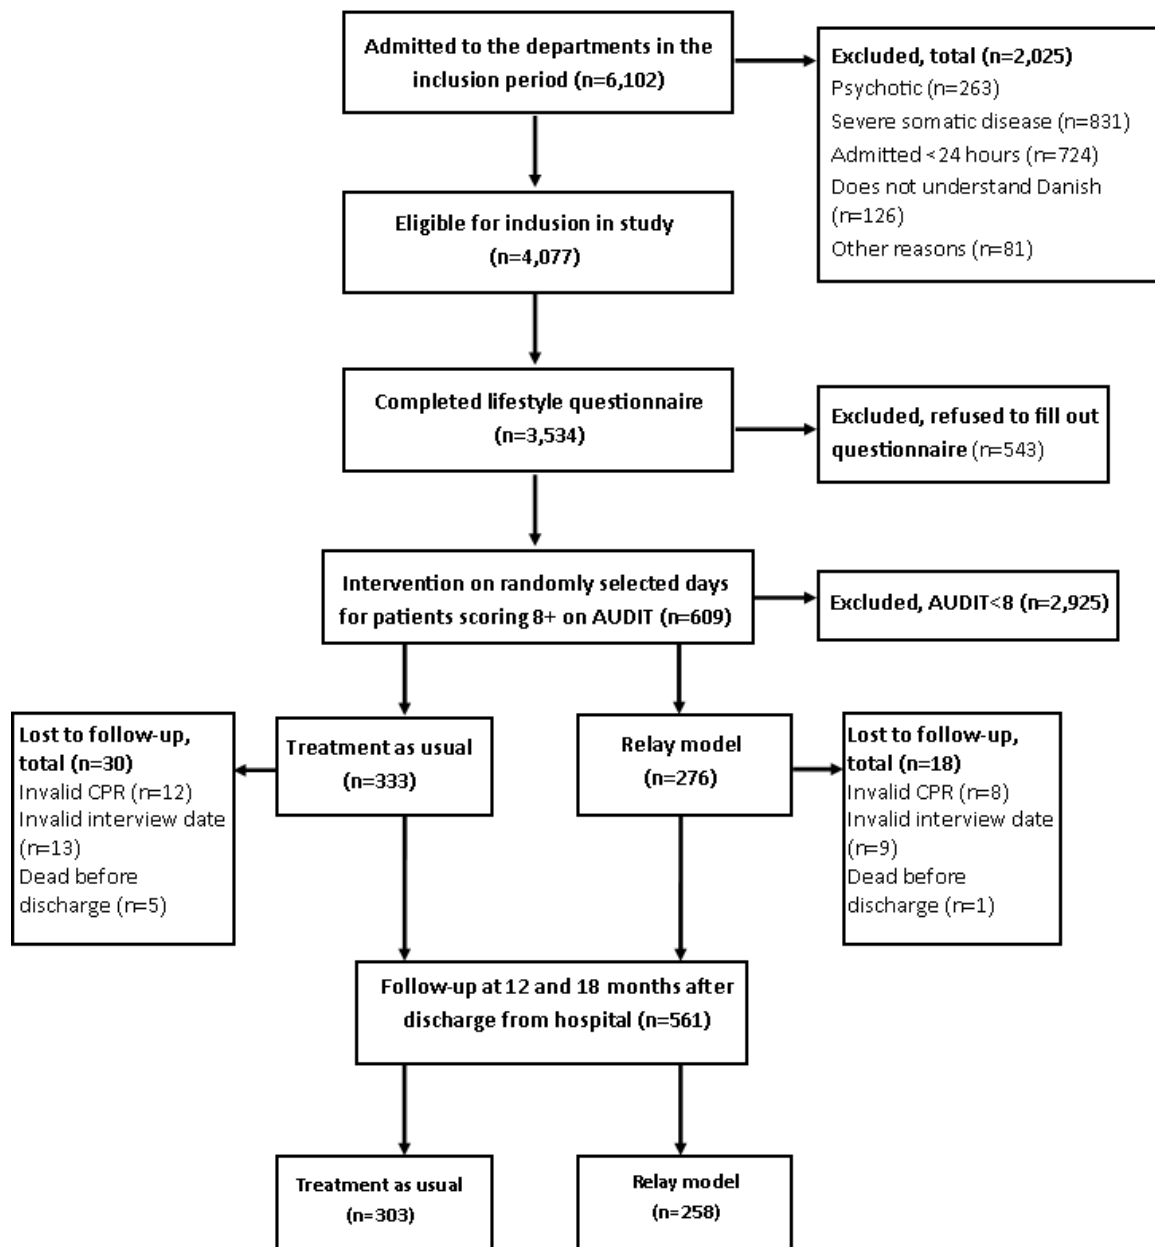 Admitted to the departments in the
inclusion period (n=6,102)
Excluded, total (n=2,025)
Psychotic (n=263)
Severe somatic disease (n=831)
Admitted <24 hours (n=724)
Does not understand Danish
(n=126)
Other reasons (n=81)
Eligible for inclusion in study
(n=4,077)
Completed lifestyle questionnaire
(n=3,534)
Excluded, refused to fill out
questionnaire (n=543)
Intervention on randomly selected days
for patients scoring 8+ on AUDIT (n=609)
Excluded, AUDIT<8 (n=2,925)
Lost to follow-up,
total (n=30)
Invalid CPR (n=12)
Invalid interview date
(n=13)
Dead before
discharge (n=5)
Treatment as usual
(n=333)
Relay model
(n=276)
Lost to follow-up,
total (n=18)
Invalid CPR (n=8)
Invalid interview date
(n=9)
Dead before
discharge (n=1)
Follow-up at 12 and 18 months after
discharge from hospital (n=561)
Treatment as usual
(n=303)
Relay model
(n=258)